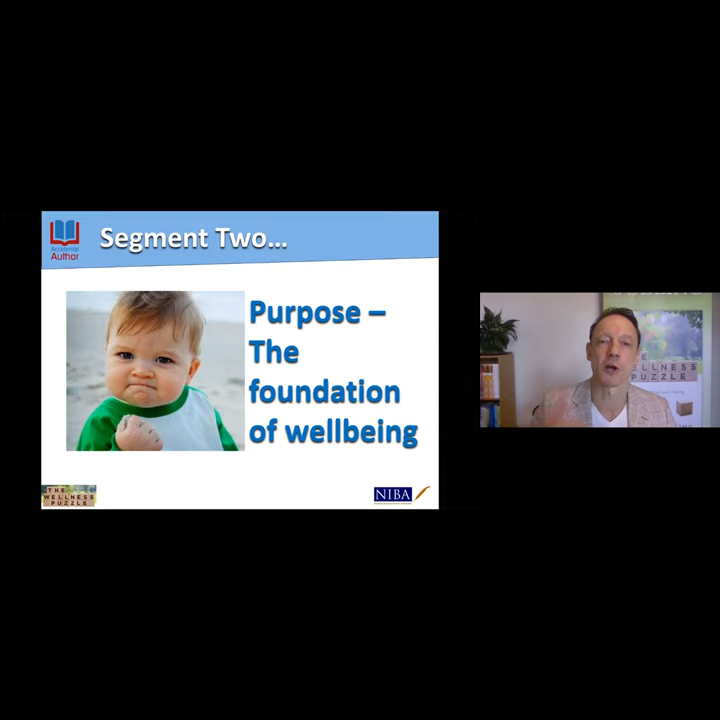 Accidental
Author
Segment Two...
Purpose –
The
foundation
of wellbeing
THE
WELLNESS
PUZZLE
NIBA
THE
WELLNESS
PUZZLE